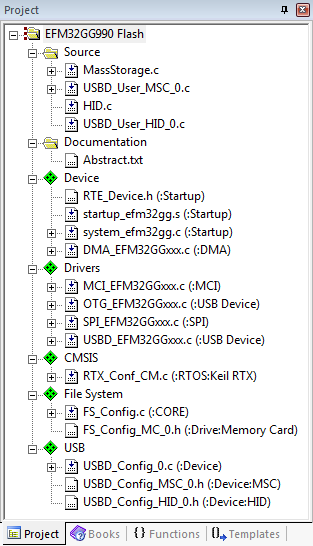 Project
EFM32GG990 Flash
Source
MassStorage.c
USBD_User_MSC_0.c
HID.c
USBD_User_HID_0.c
Documentation
Abstract.txt
Device
RTE_Device.h (:Startup)
startup_efm32gg.s (:Startup)
system_efm32gg.c (:Startup)
DMA_EFM32GGxxx.c (:DMA)
Drivers
MCI_EFM32GGxxx.c (:MCI)
OTG_EFM32GGxxx.c (:USB Device)
SPI_EFM32GGxxx.c (:SPI)
USBD_EFM32GGxxx.c (:USB Device)
CMSIS
RTX_Conf_CM.c (:RTOS:Keil RTX)
File System
FS_Config.c (:CORE)
FS_Config_MC_0.h (:Drive:Memory Card)
USB
USBD_Config_0.c (:Device)
USBD_Config_MSC_0.h (:Device:MSC)
USBD_Config_HID_0.h (:Device:HID)
Project Books {} Functions 0 Templates